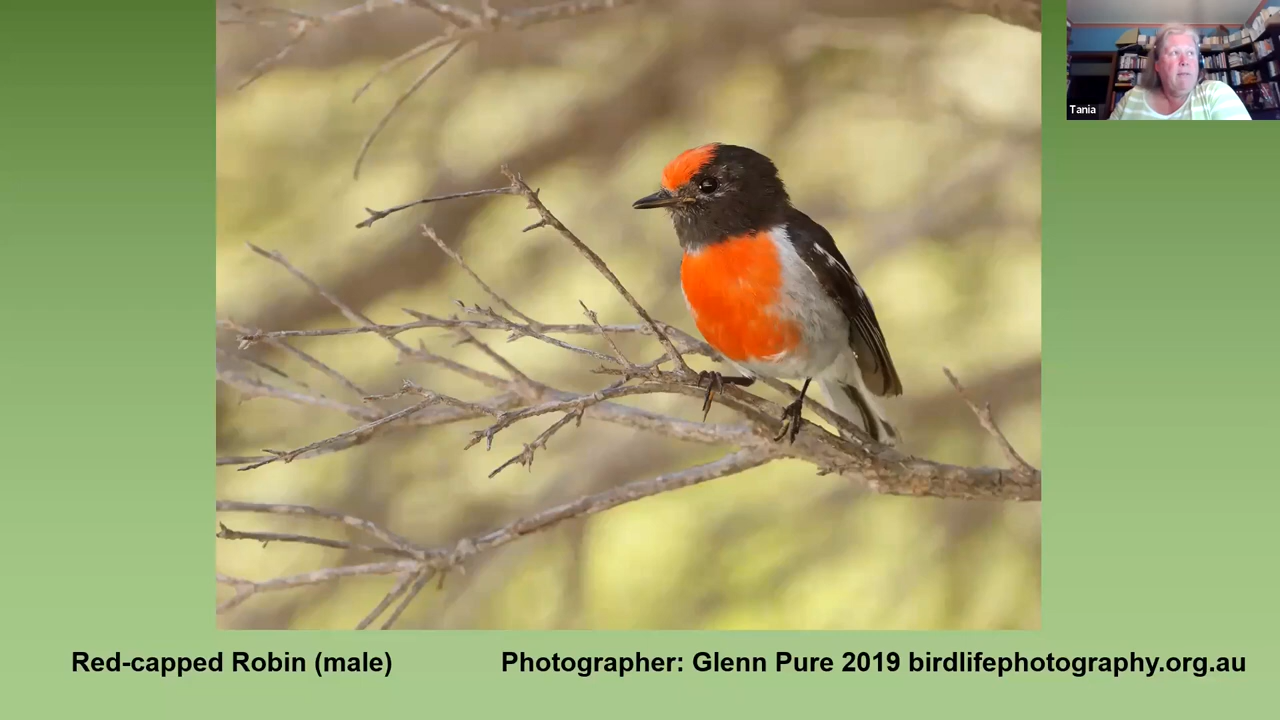 Tania
Red-capped Robin (male)
Photographer: Glenn Pure 2019 birdlifephotography.org.au